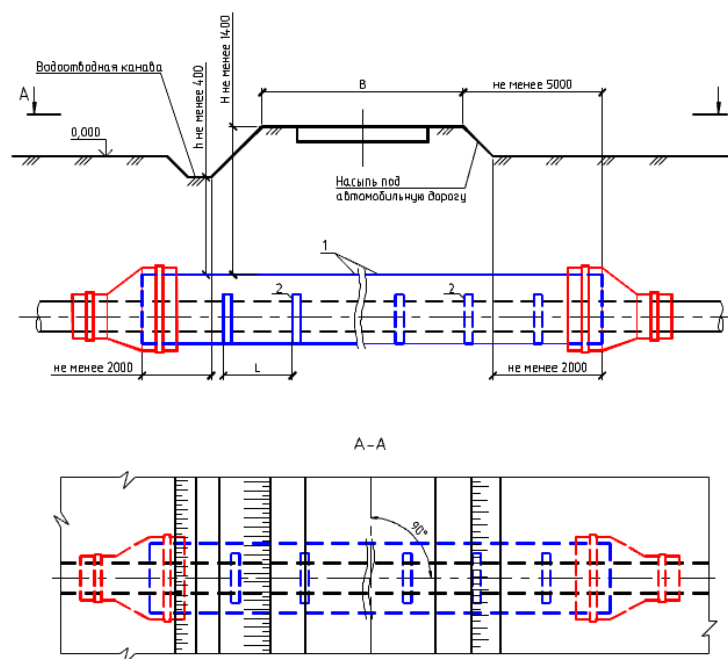 Водоотводная канава
А
0,000
h не менее 400
Н не менее 1400
В
не менее 5000
Насыпь под
автомобильную дорогу
1
2
2
не менее 2000
L
не менее 2000
А-А
90°